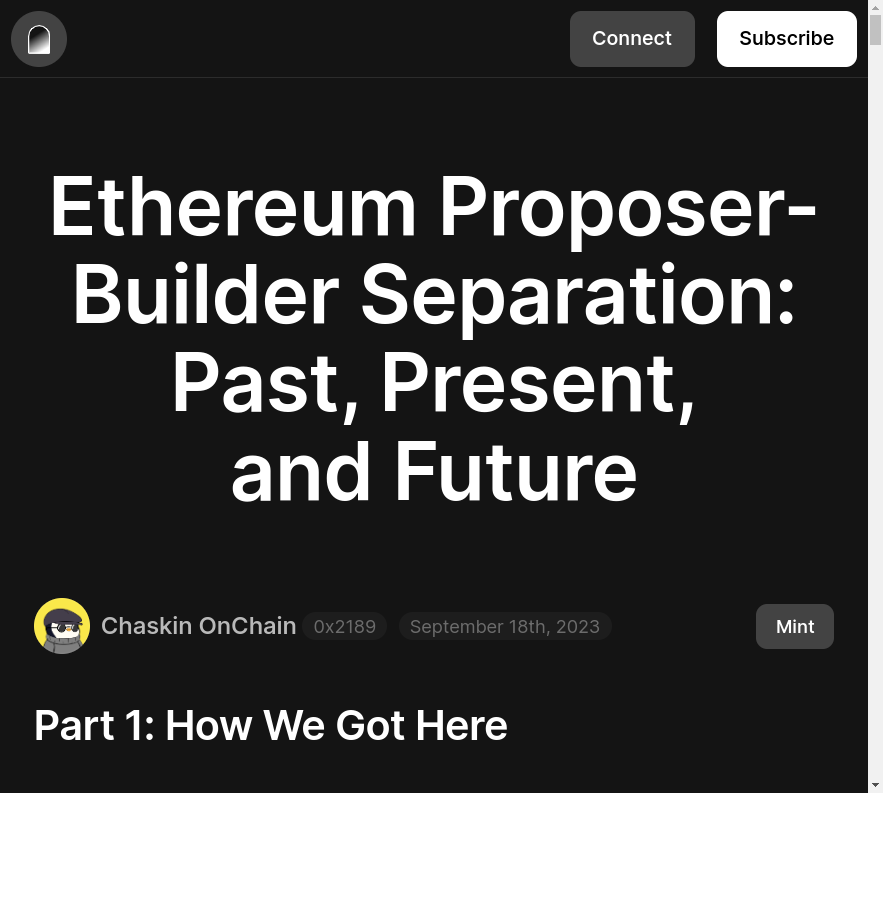 Connect
Subscribe
Ethereum Proposer-
Builder Separation:
Past, Present,
and Future
Chaskin OnChain 0x2189 September 18th, 2023
Mint
Part 1: How We Got Here